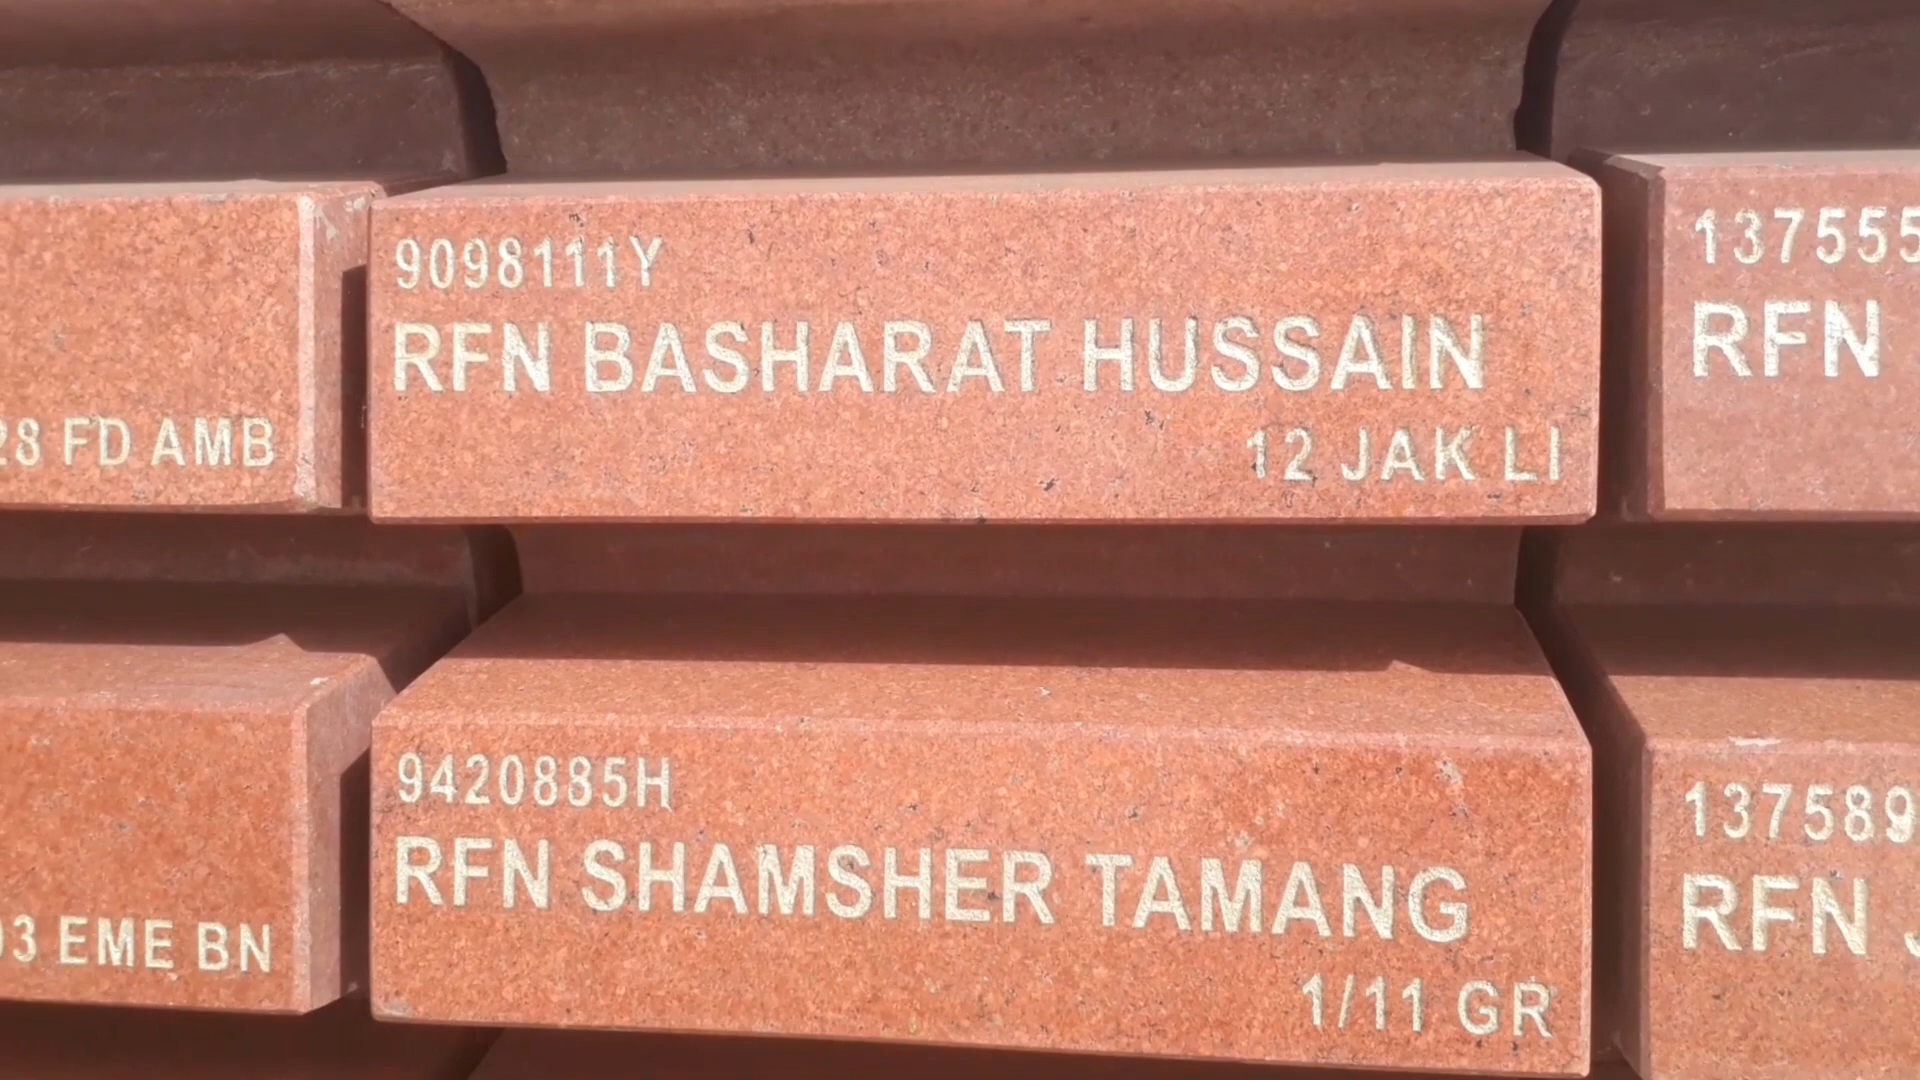 9098111Y
RFN BASHARAT HUSSAIN
12 JAK LI
28 FD AMB
137555
RFN
9420885H
RFN SHAMSHER TAMANG
1/11 GR
03 EME BN
137589
RFN